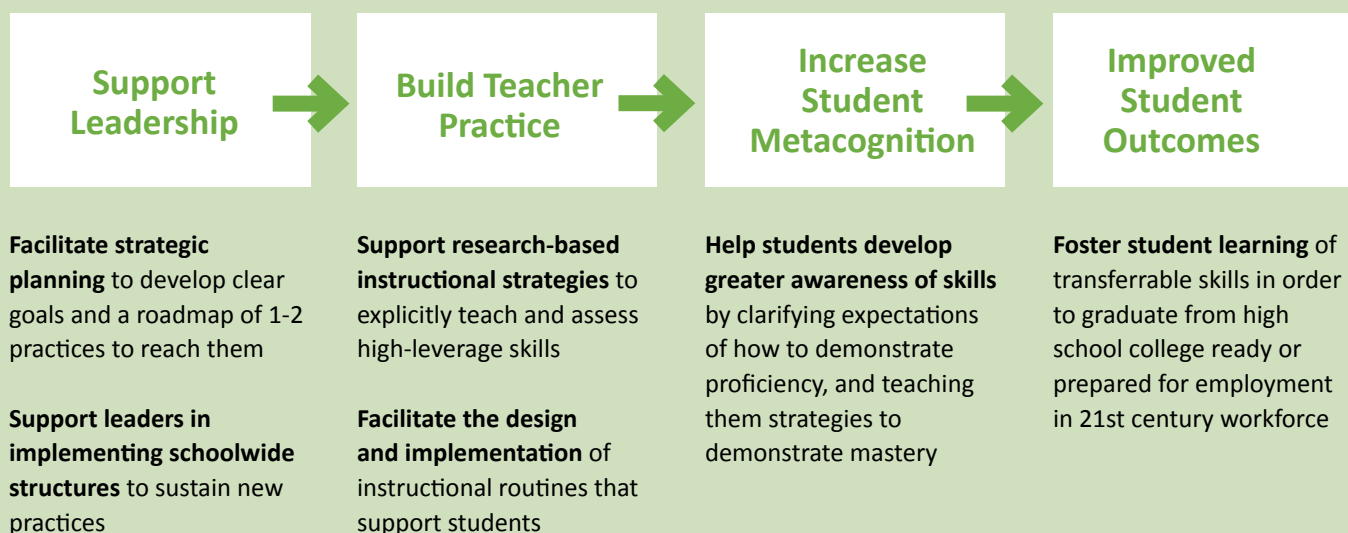 Support
Leadership
Build Teacher
Practice
Increase
Student
Metacognition
Improved
Student
Outcomes
Facilitate strategic
planning to develop clear
goals and a roadmap of 1-2
practices to reach them
Support leaders in
implementing schoolwide
structures to sustain new
practices
Support research-based
instructional strategies to
explicitly teach and assess
high-leverage skills
Facilitate the design
and implementation of
instructional routines that
support students
Help students develop
greater awareness of skills
by clarifying expectations
of how to demonstrate
proficiency, and teaching
them strategies to
demonstrate mastery
Foster student learning of
transferrable skills in order
to graduate from high
school college ready or
prepared for employment
in 21st century workforce